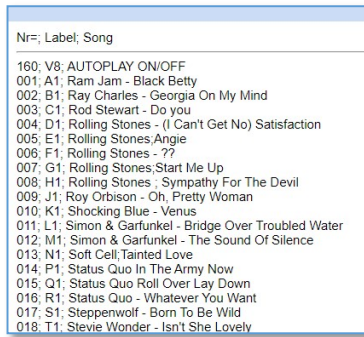 Nr=; Label; Song
160; V8; AUTOPLAY ON/OFF
001; A1; Ram Jam - Black Betty
002; B1; Ray Charles - Georgia On My Mind
003; C1; Rod Stewart - Do you
004; D1; Rolling Stones - (I Can't Get No) Satisfaction
005; E1; Rolling Stones;Angie
006; F1; Rolling Stones - ??
007; G1; Rolling Stones;Start Me Up
008; H1; Rolling Stones ; Sympathy For The Devil
009; J1; Roy Orbison - Oh, Pretty Woman
010; K1; Shocking Blue - Venus
011; L1; Simon & Garfunkel - Bridge Over Troubled Water
012; M1; Simon & Garfunkel - The Sound Of Silence
013; N1; Soft Cell;Tainted Love
014; P1; Status Quo In The Army Now
015; Q1; Status Quo Roll Over Lay Down
016; R1; Status Quo - Whatever You Want
017; S1; Steppenwolf - Born To Be Wild
018; T1; Stevie Wonder - Isn't She Lovely